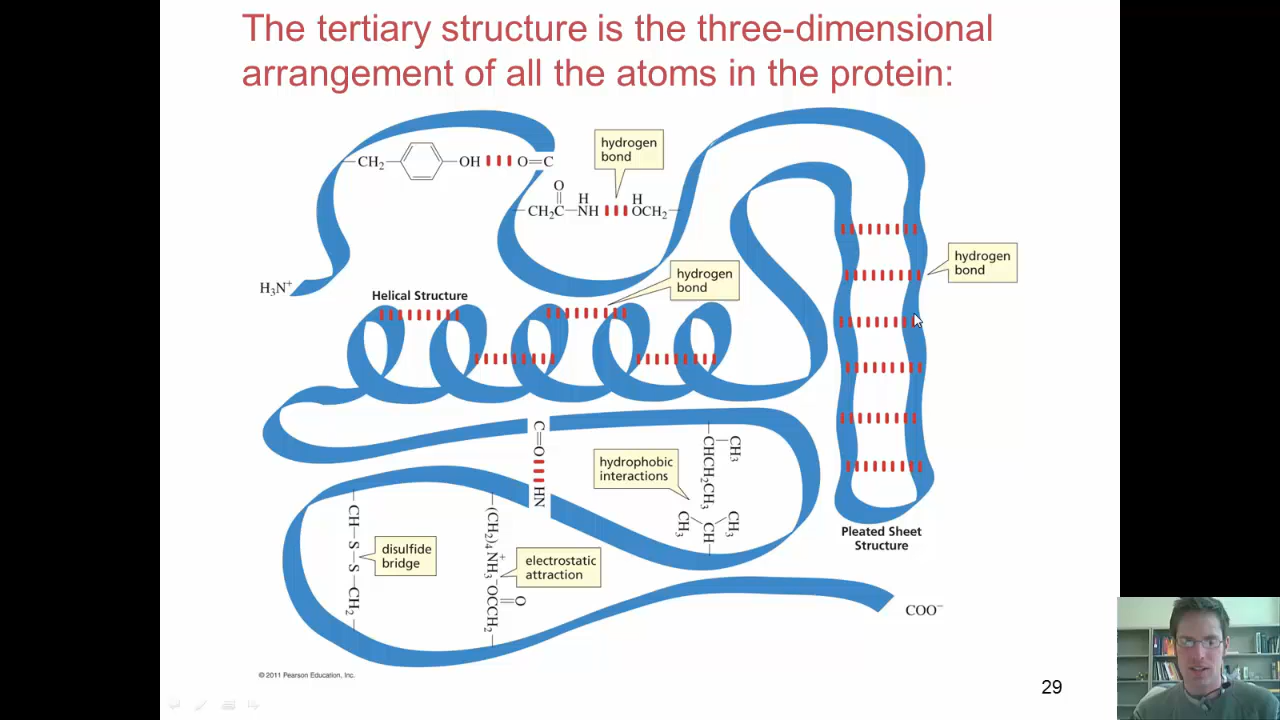 The tertiary structure is the three-dimensional
arrangement of all the atoms in the protein:
hydrogen
bond
CH₂
OH
O=C
O
H
H
CH₂C
NH
OCH₂
hydrogen
bond
hydrogen
bond
H₃N⁺
Helical Structure
C=O
HN
hydrophobic
interactions
CHCH₂CH₃
CH₃
CH₃
CH
CH₃
Pleated Sheet
Structure
CH—S—S—CH₂
disulfide
bridge
(CH₂)₄NH₃⁺
⁻OCCH₂
O
electrostatic
attraction
COO⁻
© 2011 Pearson Education, Inc.
29